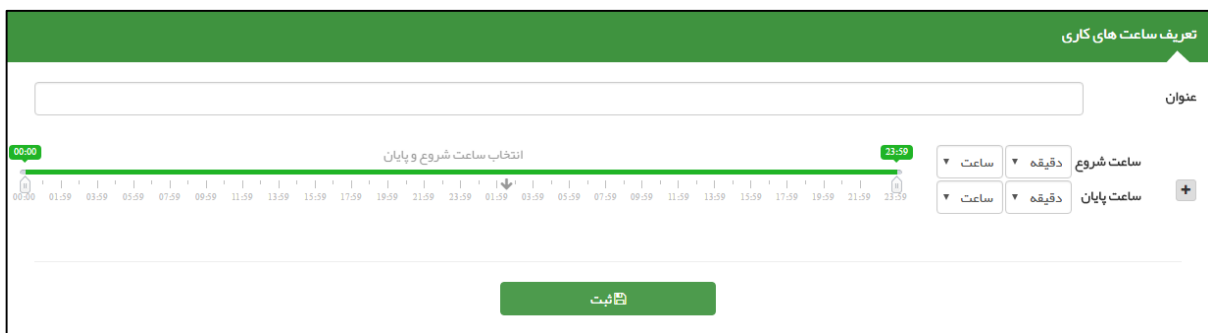 تعریف ساعت های کاری
عنوان
ساعت شروع دقیقه ساعت
23:59 انتخاب ساعت شروع و پایان 00:00
ساعت پایان دقیقه ساعت
+
00:00 01:59 03:59 05:59 07:59 09:59 11:59 13:59 15:59 17:59 19:59 21:59 23:59 01:59 03:59 05:59 07:59 09:59 11:59 13:59 15:59 17:59 19:59 21:59 23:59
ثبت